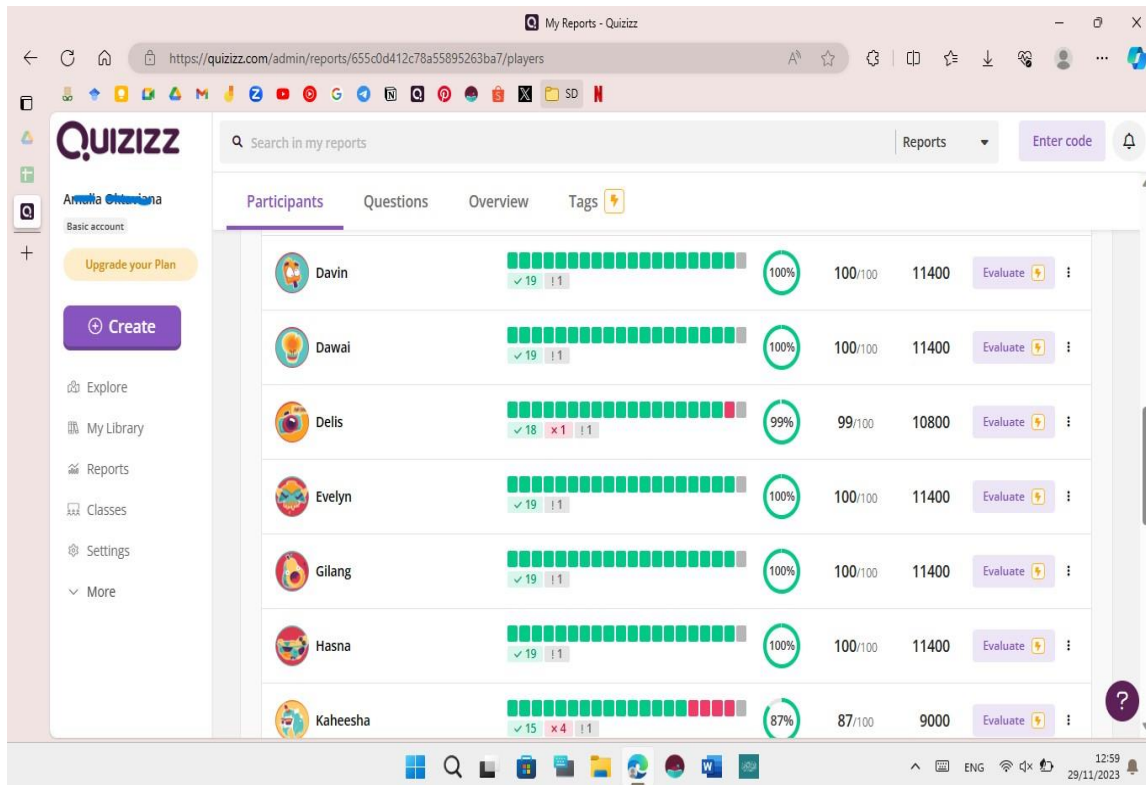 My Reports - Quizizz
https://quizizz.com/admin/reports/655c0d412c78a55895263ba7/players
SD
QUIZIZZ
Search in my reports
Reports
Enter code
Basic account
Upgrade your Plan
Create
Explore
My Library
Reports
Classes
Settings
More
Participants Questions Overview Tags
Davin
19 ! 1
100%
100/100
11400
Evaluate
Dawai
19 ! 1
100%
100/100
11400
Evaluate
Delis
18 × 1 ! 1
99%
99/100
10800
Evaluate
Evelyn
19 ! 1
100%
100/100
11400
Evaluate
Gilang
19 ! 1
100%
100/100
11400
Evaluate
Hasna
19 ! 1
100%
100/100
11400
Evaluate
Kaheesha
15 × 4 ! 1
87%
87/100
9000
Evaluate
?
ENG
12:59
29/11/2023